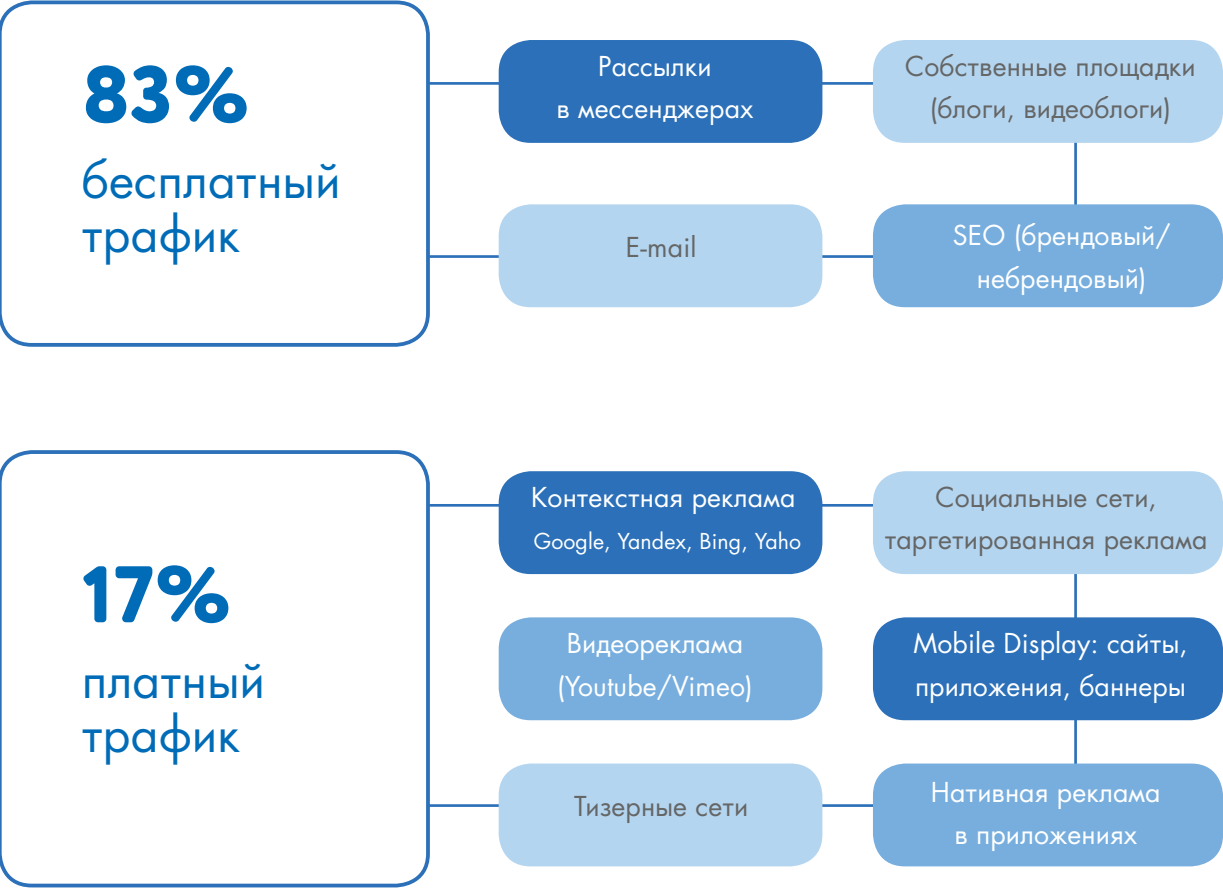 83%
бесплатный
трафик
Рассылки
в мессенджерах
Собственные площадки
(блоги, видеоблоги)
E-mail
SEO (брендовый/
небрендовый)
17%
платный
трафик
Контекстная реклама
Google, Yandex, Bing, Yaho
Социальные сети,
таргетированная реклама
Видеореклама
(Youtube/Vimeo)
Mobile Display: сайты,
приложения, баннеры
Тизерные сети
Нативная реклама
в приложениях